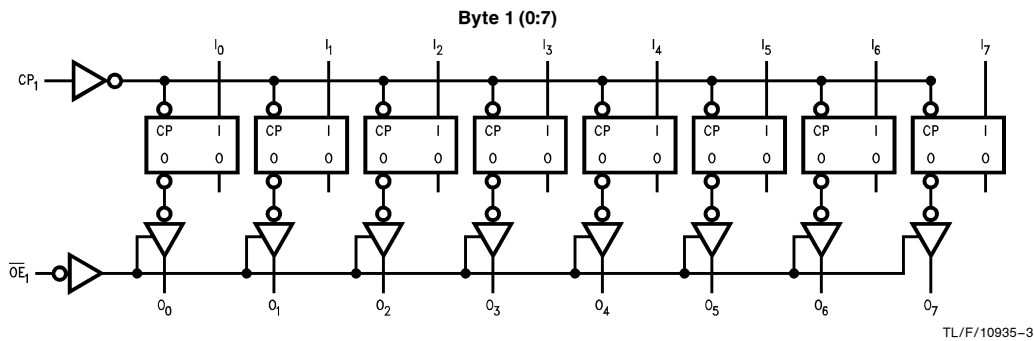 Byte 1 (0:7)
I₀ I₁ I₂ I₃ I₄ I₅ I₆ I₇
CP₁
CP I CP I CP I CP I CP I CP I CP I CP I
O O O O O O O O O O O O O O O O
O̅E̅₁
O₀ O₁ O₂ O₃ O₄ O₅ O₆ O₇
TL/F/10935–3